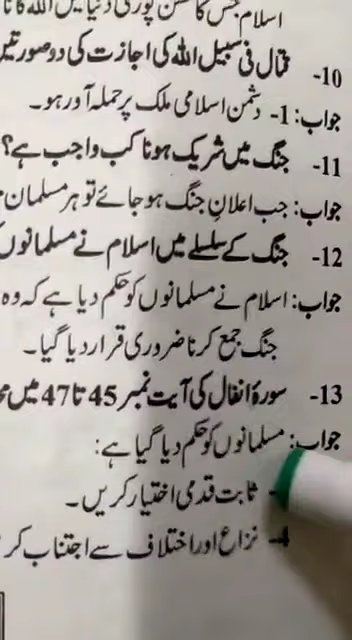 اسلام جس کا مشن پوری دنیا میں اللہ کا
10- قتال فی سبیل اللہ کی اجازت کی دو صورتیں
جواب: 1- دشمن اسلامی ملک پر حملہ آور ہو۔
11- جنگ میں شریک ہونا کب واجب ہے؟
جواب: جب اعلانِ جنگ ہو جائے تو ہر مسلمان
12- جنگ کے سلسلے میں اسلام نے مسلمانوں
جواب: اسلام نے مسلمانوں کو حکم دیا ہے کہ وہ
جنگ جمع کرنا ضروری قرار دیا گیا۔
13- سورۂ انفال کی آیت نمبر 45 تا 47 میں
جواب: مسلمانوں کو حکم دیا گیا ہے:
ثابت قدمی اختیار کریں۔
4- نزاع اور اختلاف سے اجتناب